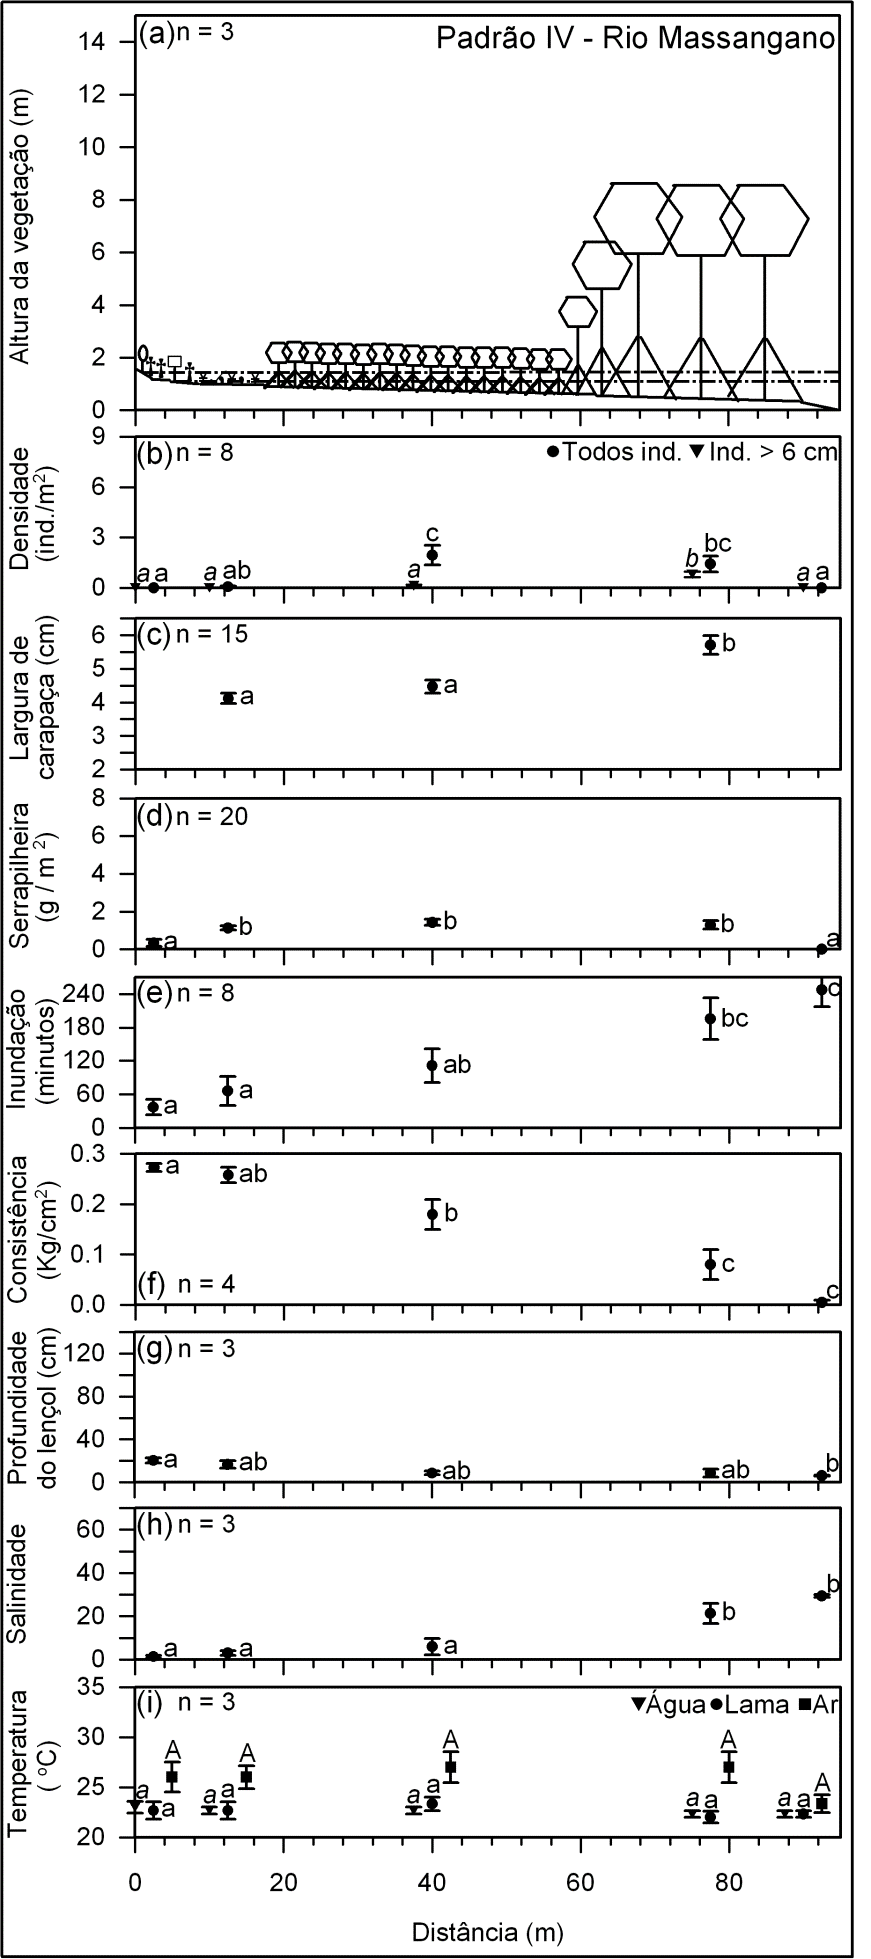 (a) n = 3 Padrão IV - Rio Massangano
Altura da vegetação (m)
14
12
10
8
6
4
2
0
(b) n = 8 Todos ind. Ind. > 6 cm
Densidade
(ind./m²)
9
6
3
0
a a a ab a c b bc a a
(c) n = 15
Largura de
carapaça (cm)
6
5
4
3
2
a a b
(d) n = 20
Serrapilheira
(g / m ²)
8
6
4
2
0
a b b b a
(e) n = 8
Inundação
(minutos)
240
180
120
60
0
a a ab bc c
Consistência
(Kg/cm²)
0.3
0.2
0.1
0.0
a ab b c c
(f) n = 4
(g) n = 3
Profundidade
do lençol (cm)
120
80
40
0
a ab ab ab b
(h) n = 3
Salinidade
60
40
20
0
a a a b b
(i) n = 3 Água Lama Ar
Temperatura
( ºC)
35
30
25
20
A A A A A
a a a a a a a a a a
0 20 40 60 80
Distância (m)